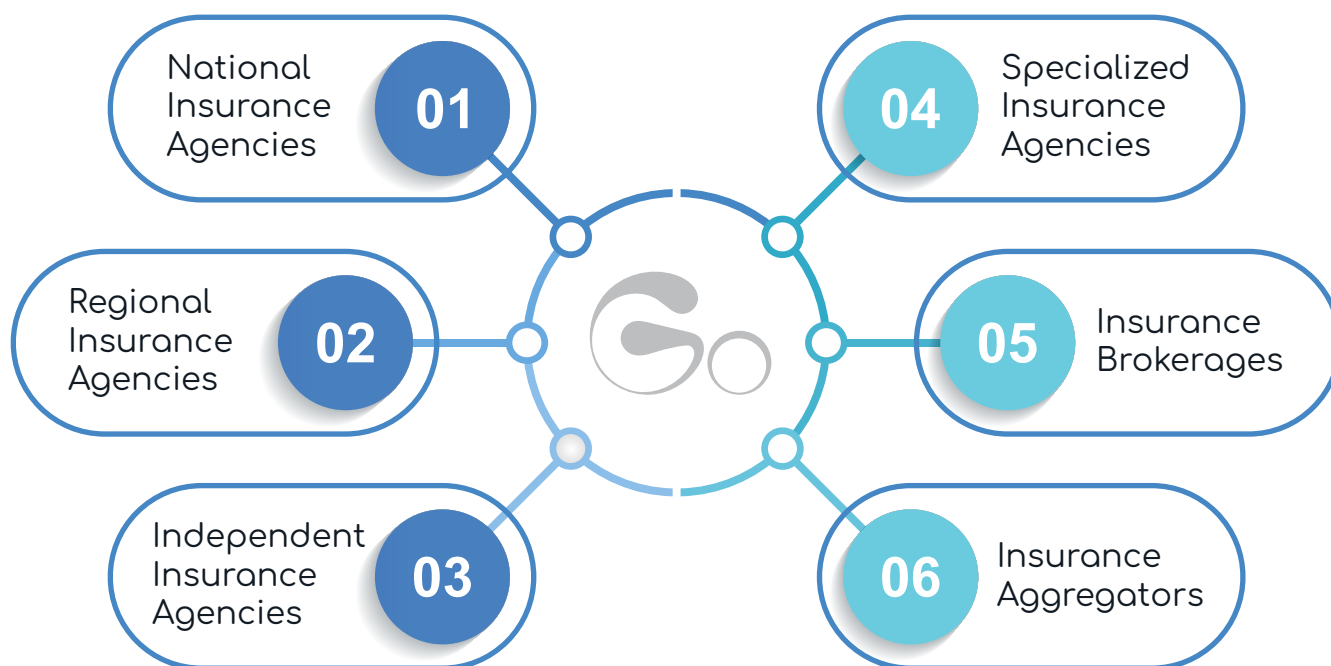 National
Insurance
Agencies
01
Regional
Insurance
Agencies
02
Independent
Insurance
Agencies
03
Go
04
Specialized
Insurance
Agencies
05
Insurance
Brokerages
06
Insurance
Aggregators